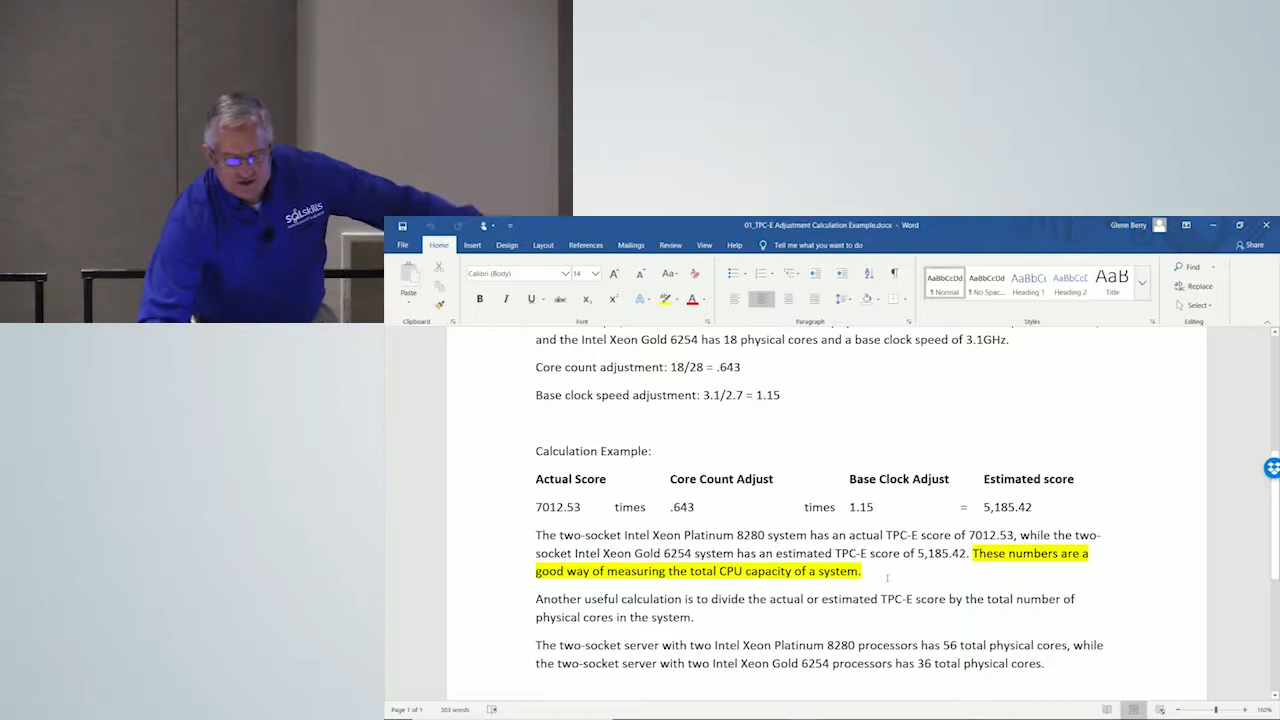 sqlskills
01_TPC-E Adjustment Calculation Example.docx - Word
Glenn Berry
File Home Insert Design Layout References Mailings Review View Help Tell me what you want to do Share
Paste
Calibri (Body) 14
Find
Replace
Select
AaBbCcDd AaBbCcDd AaBbCc AaBbCcC AaB
¶ Normal ¶ No Spac... Heading 1 Heading 2 Title
Clipboard Font Paragraph Styles Editing
and the Intel Xeon Gold 6254 has 18 physical cores and a base clock speed of 3.1GHz.
Core count adjustment: 18/28 = .643
Base clock speed adjustment: 3.1/2.7 = 1.15
Calculation Example:
Actual Score Core Count Adjust Base Clock Adjust Estimated score
7012.53 times .643 times 1.15 = 5,185.42
The two-socket Intel Xeon Platinum 8280 system has an actual TPC-E score of 7012.53, while the two-
socket Intel Xeon Gold 6254 system has an estimated TPC-E score of 5,185.42. These numbers are a
good way of measuring the total CPU capacity of a system.
Another useful calculation is to divide the actual or estimated TPC-E score by the total number of
physical cores in the system.
The two-socket server with two Intel Xeon Platinum 8280 processors has 56 total physical cores, while
the two-socket server with two Intel Xeon Gold 6254 processors has 36 total physical cores.
Page 1 of 1 303 words 160%